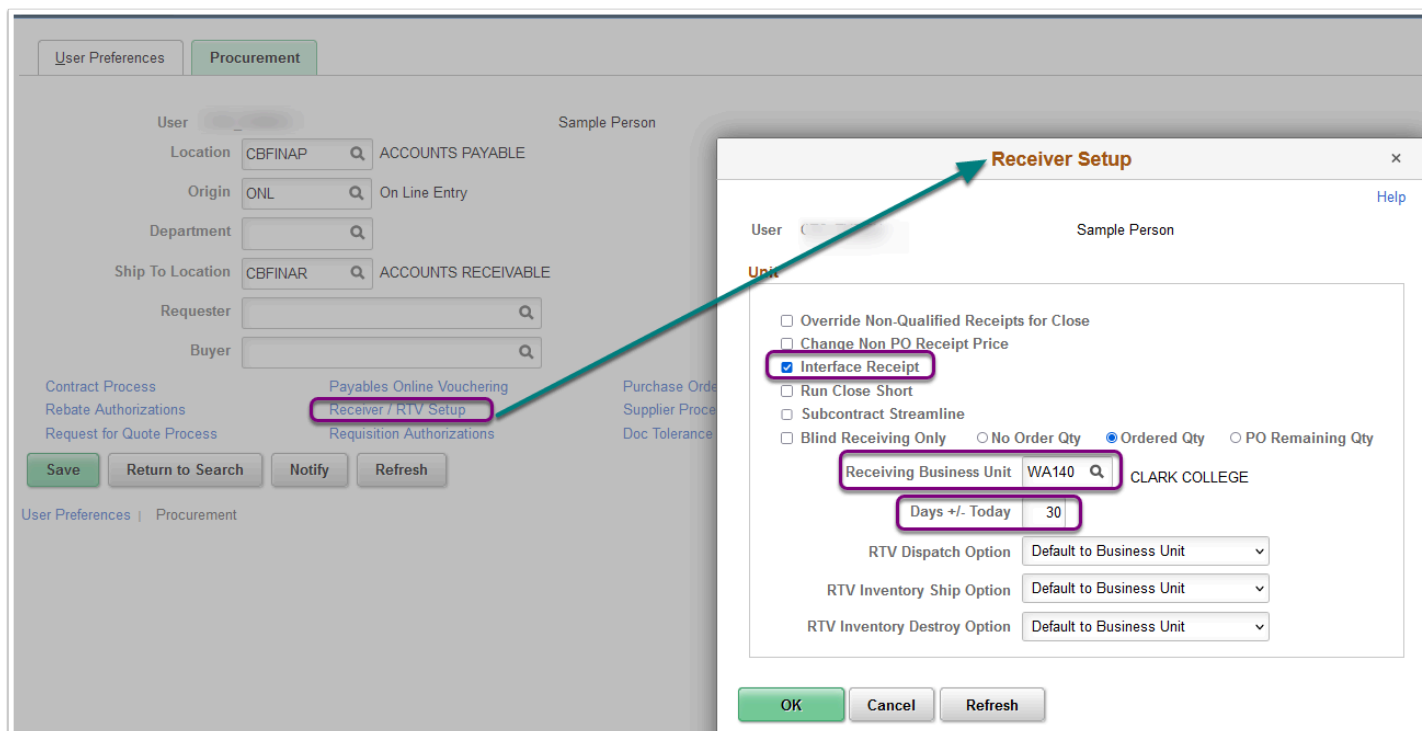 User Preferences Procurement
User Sample Person
Location CBFINAP ACCOUNTS PAYABLE
Origin ONL On Line Entry
Department
Ship To Location CBFINAR ACCOUNTS RECEIVABLE
Requester
Buyer
Contract Process Payables Online Vouchering Purchase Orde
Rebate Authorizations Receiver / RTV Setup Supplier Proce
Request for Quote Process Requisition Authorizations Doc Tolerance
Save Return to Search Notify Refresh
User Preferences | Procurement
Receiver Setup ×
Help
User Sample Person
Unit
Override Non-Qualified Receipts for Close
Change Non PO Receipt Price
Interface Receipt
Run Close Short
Subcontract Streamline
Blind Receiving Only No Order Qty Ordered Qty PO Remaining Qty
Receiving Business Unit WA140 CLARK COLLEGE
Days +/- Today 30
RTV Dispatch Option Default to Business Unit
RTV Inventory Ship Option Default to Business Unit
RTV Inventory Destroy Option Default to Business Unit
OK Cancel Refresh